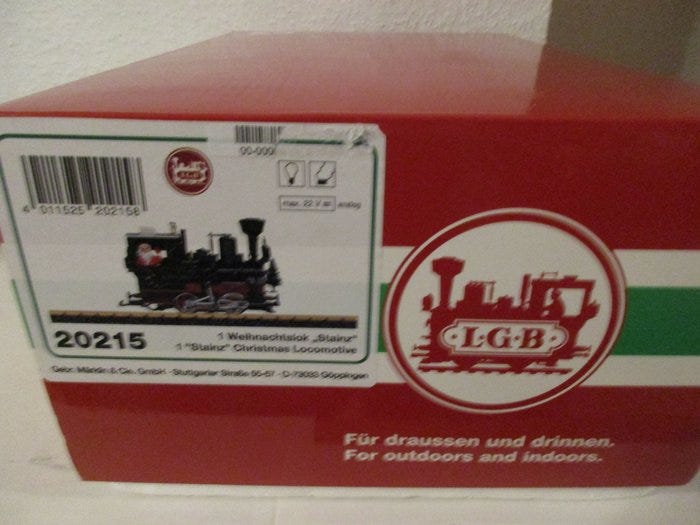 00-000
4 011525 202158
LGB
max. 22 V = analog
20215
1 Weihnachtslok „Stainz"
1 "Stainz" Christmas Locomotive
Gebr. Märklin & Cie. GmbH · Stuttgarter Straße 55-57 · D-73033 Göppingen
L·G·B
Für draussen und drinnen.
For outdoors and indoors.